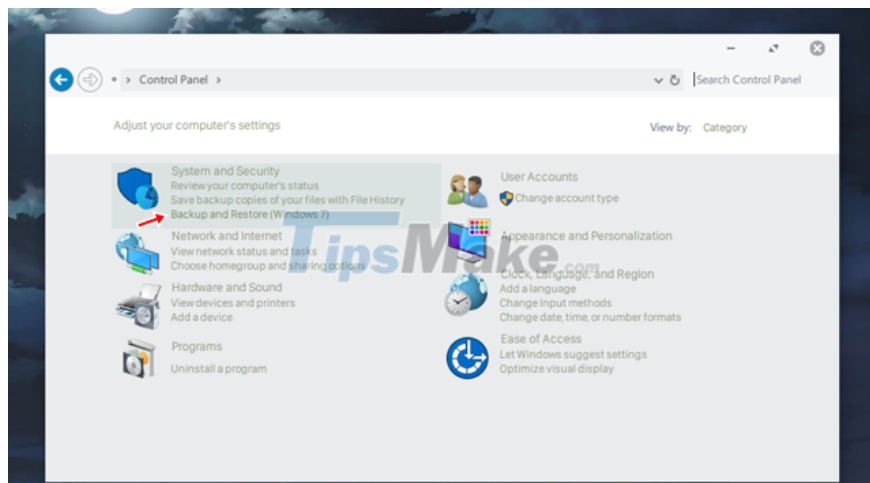 Control Panel
Search Control Panel
Adjust your computer's settings
View by: Category
System and Security
Review your computer's status
Save backup copies of your files with File History
Backup and Restore (Windows 7)
Network and Internet
View network status and tasks
Choose homegroup and sharing options
Hardware and Sound
View devices and printers
Add a device
Programs
Uninstall a program
User Accounts
Change account type
Appearance and Personalization
Clock, Language, and Region
Add a language
Change input methods
Change date, time, or number formats
Ease of Access
Let Windows suggest settings
Optimize visual display
TipsMake.com